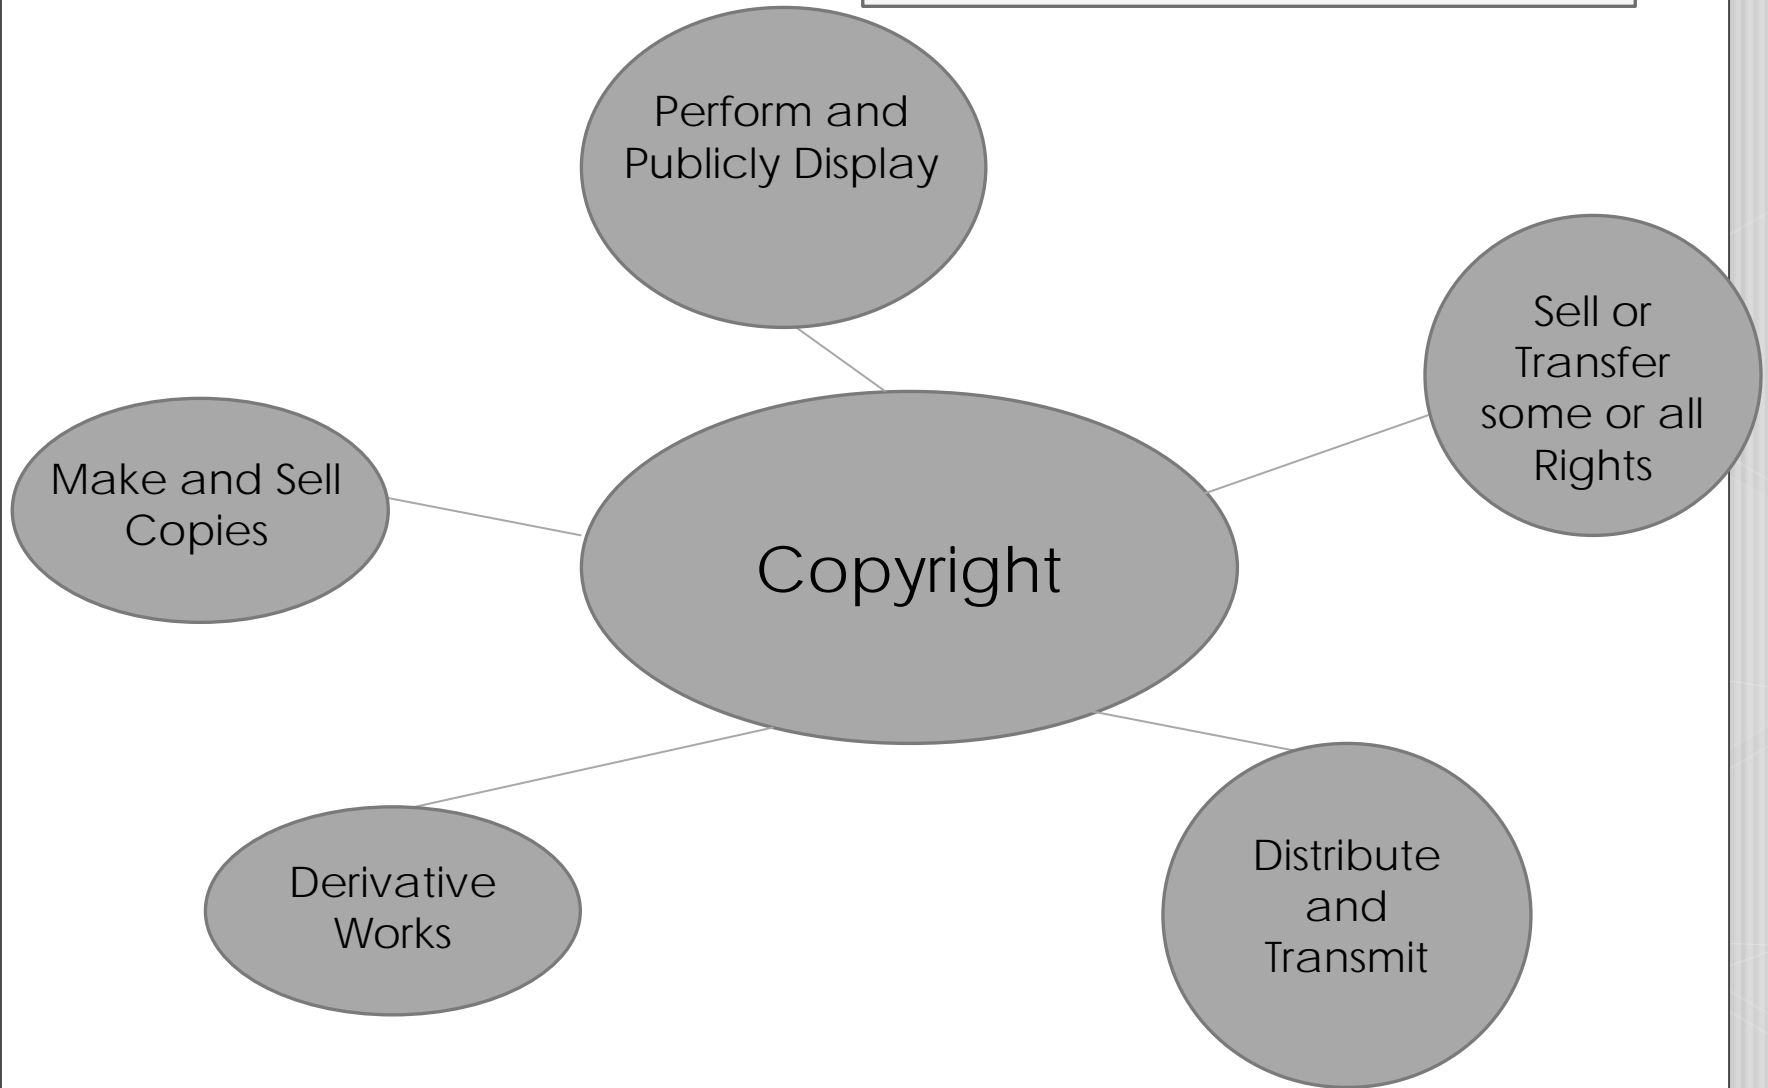 Perform and
Publicly Display
Sell or
Transfer
some or all
Rights
Make and Sell
Copies
Copyright
Derivative
Works
Distribute
and
Transmit